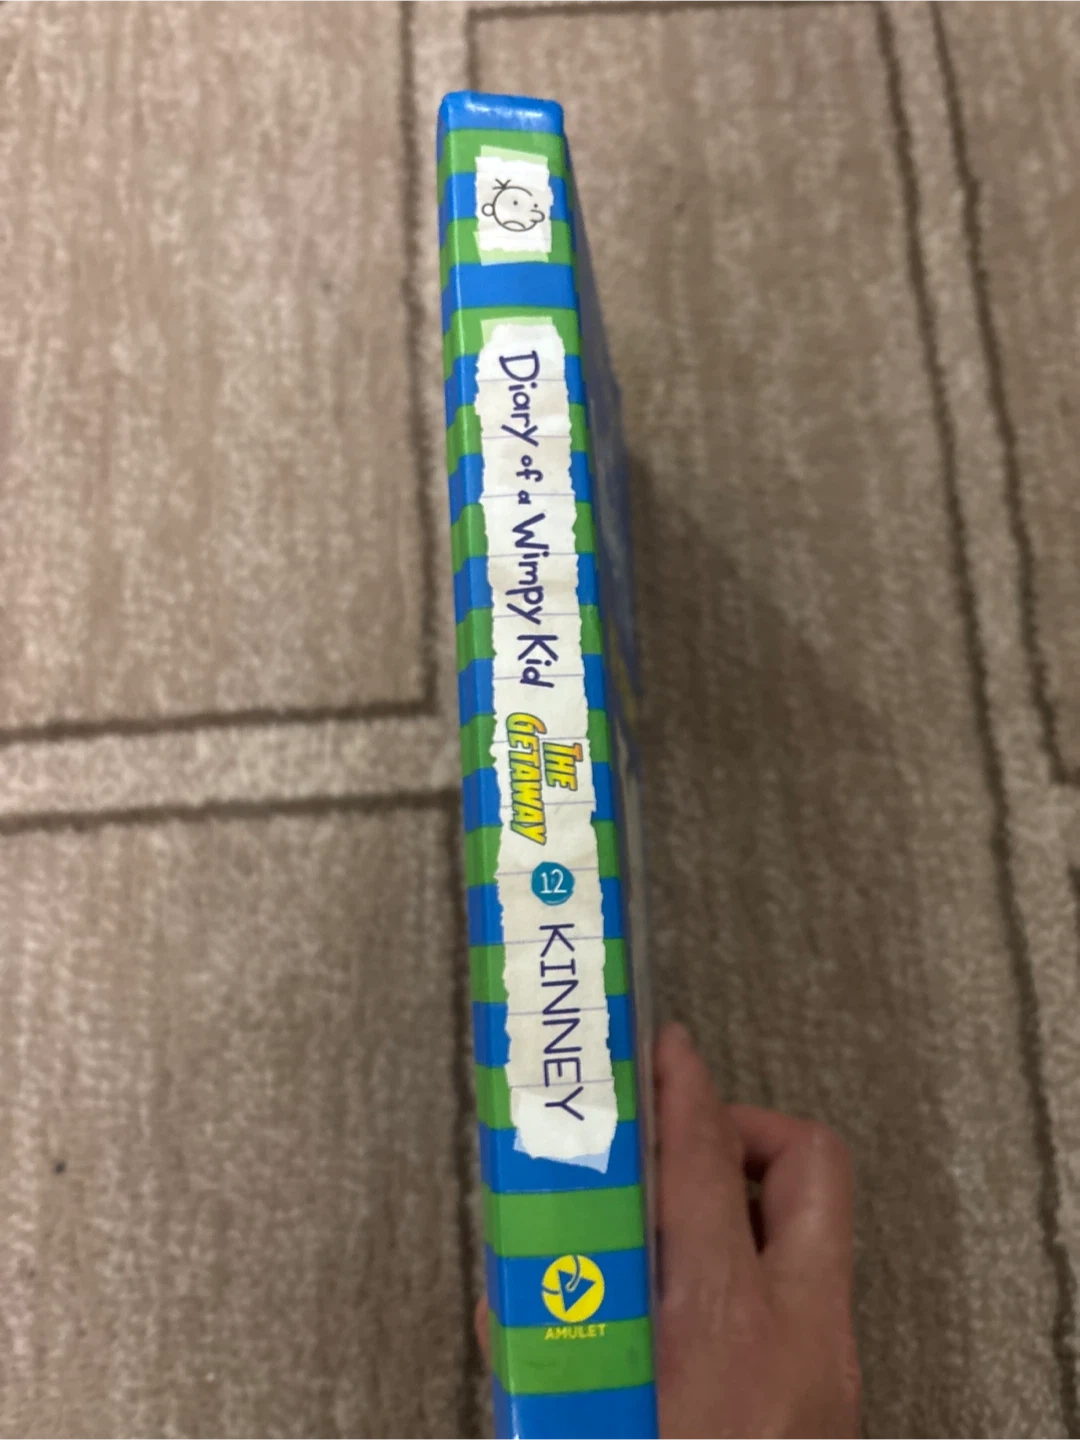 Diary of a Wimpy Kid
THE
GETAWAY
12
KINNEY
AMULET